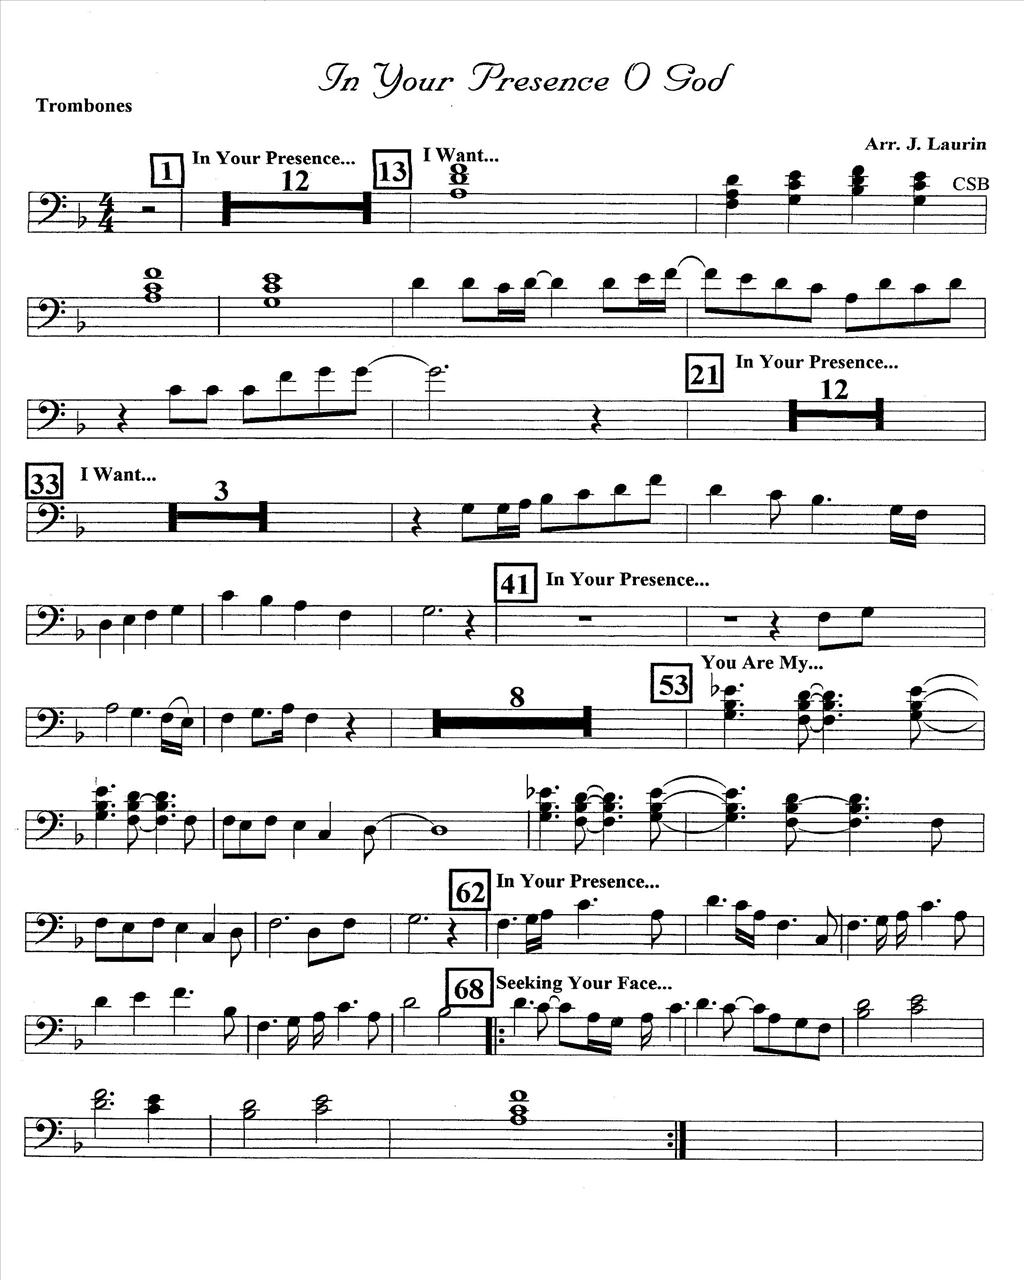 In Your Presence O God
Trombones
Arr. J. Laurin
1 In Your Presence... 12 13 I Want...
CSB
4
4
21 In Your Presence...
12
33 I Want...
3
41 In Your Presence...
53 You Are My...
8
62 In Your Presence...
68 Seeking Your Face...